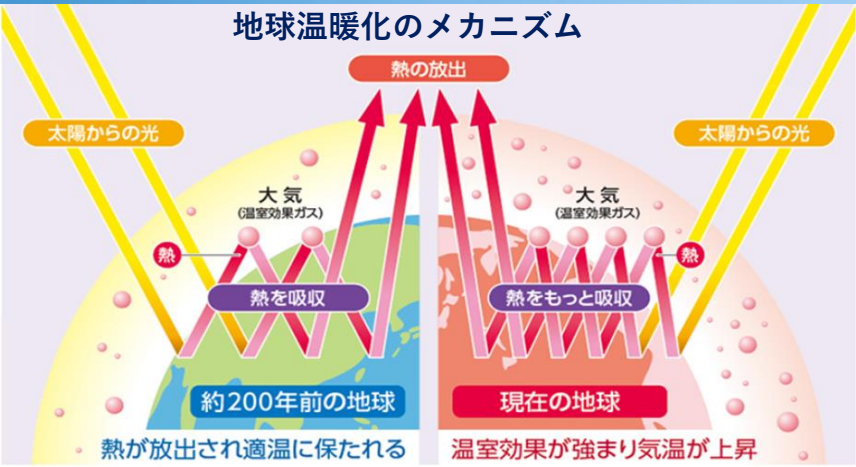 地球温暖化のメカニズム
熱の放出
太陽からの光
太陽からの光
大気
(温室効果ガス)
大気
(温室効果ガス)
熱
熱
熱を吸収
熱をもっと吸収
約200年前の地球
現在の地球
熱が放出され適温に保たれる
温室効果が強まり気温が上昇